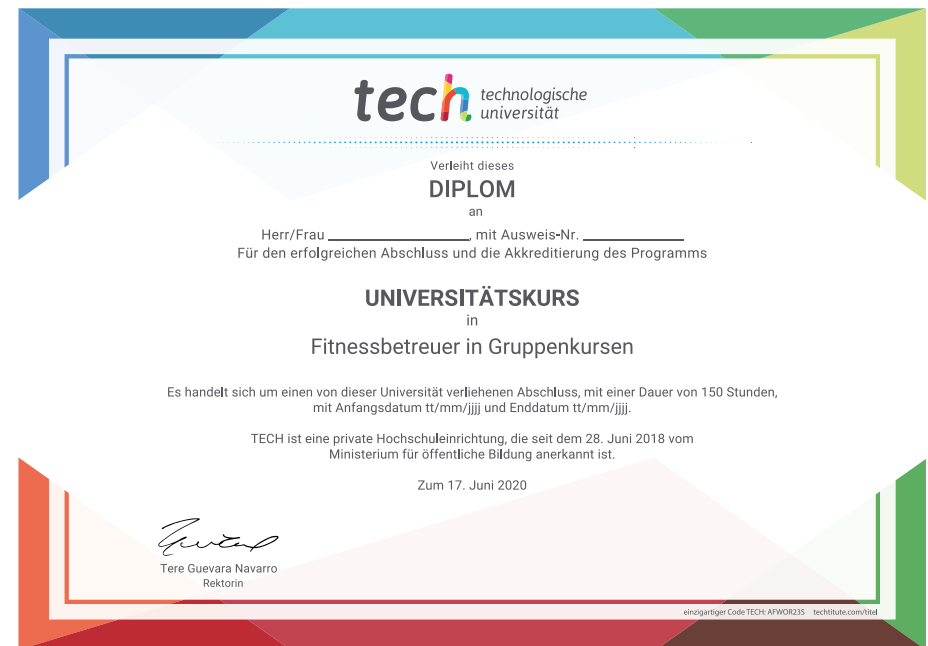 tech technologische
universität
Verleiht dieses
DIPLOM
an
Herr/Frau ____________________, mit Ausweis-Nr. __________________
Für den erfolgreichen Abschluss und die Akkreditierung des Programms
UNIVERSITÄTSKURS
in
Fitnessbetreuer in Gruppenkursen
Es handelt sich um einen von dieser Universität verliehenen Abschluss, mit einer Dauer von 150 Stunden,
mit Anfangsdatum tt/mm/jjjj und Enddatum tt/mm/jjjj.
TECH ist eine private Hochschuleinrichtung, die seit dem 28. Juni 2018 vom
Ministerium für öffentliche Bildung anerkannt ist.
Zum 17. Juni 2020
Tere Guevara Navarro
Rektorin
einzigartiger Code TECH: AFWOR23S techtitute.com/titel